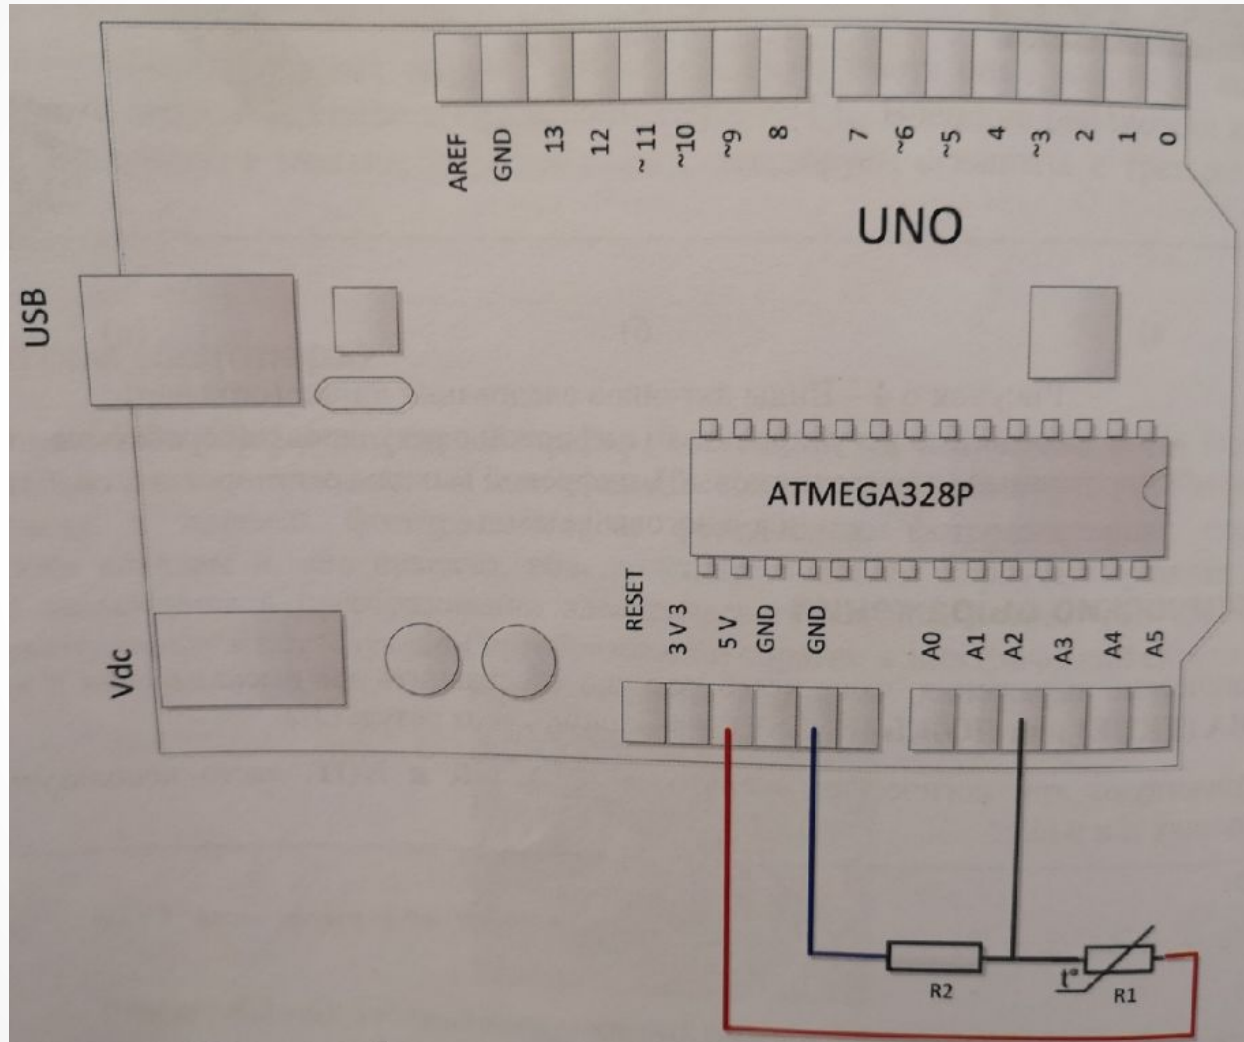 AREF
GND
13
12
~11
~10
~9
8
7
~6
~5
4
~3
2
1
0
UNO
USB
ATMEGA328P
RESET
3 V 3
5 V
GND
GND
A0
A1
A2
A3
A4
A5
Vdc
R2
t°
R1